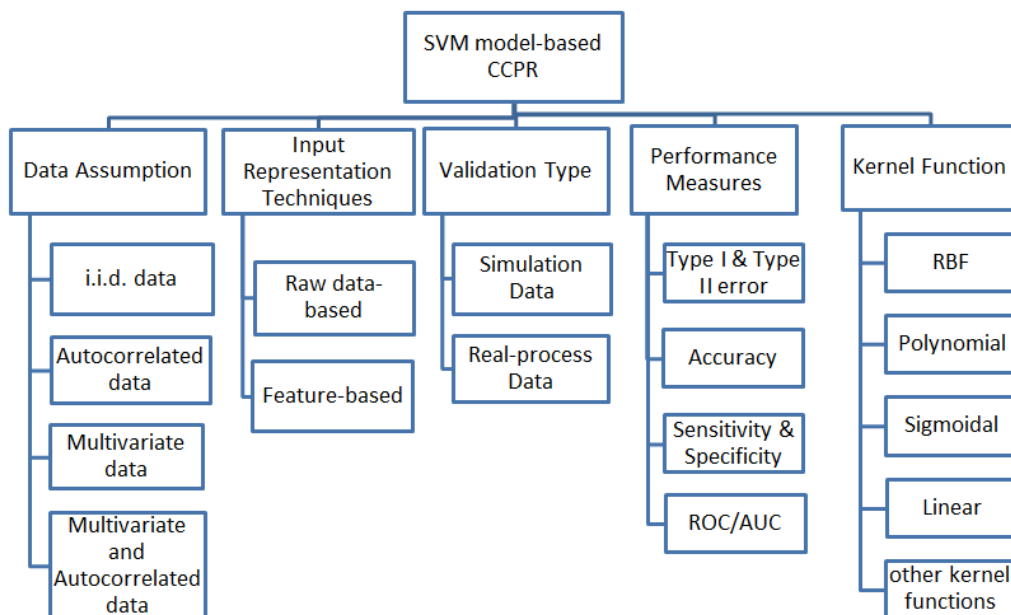 SVM model-based
CCPR
Data Assumption
Input
Representation
Techniques
Validation Type
Performance
Measures
Kernel Function
i.i.d. data
Autocorrelated
data
Multivariate
data
Multivariate
and
Autocorrelated
data
Raw data-
based
Feature-based
Simulation
Data
Real-process
Data
Type I & Type
II error
Accuracy
Sensitivity &
Specificity
ROC/AUC
RBF
Polynomial
Sigmoidal
Linear
other kernel
functions